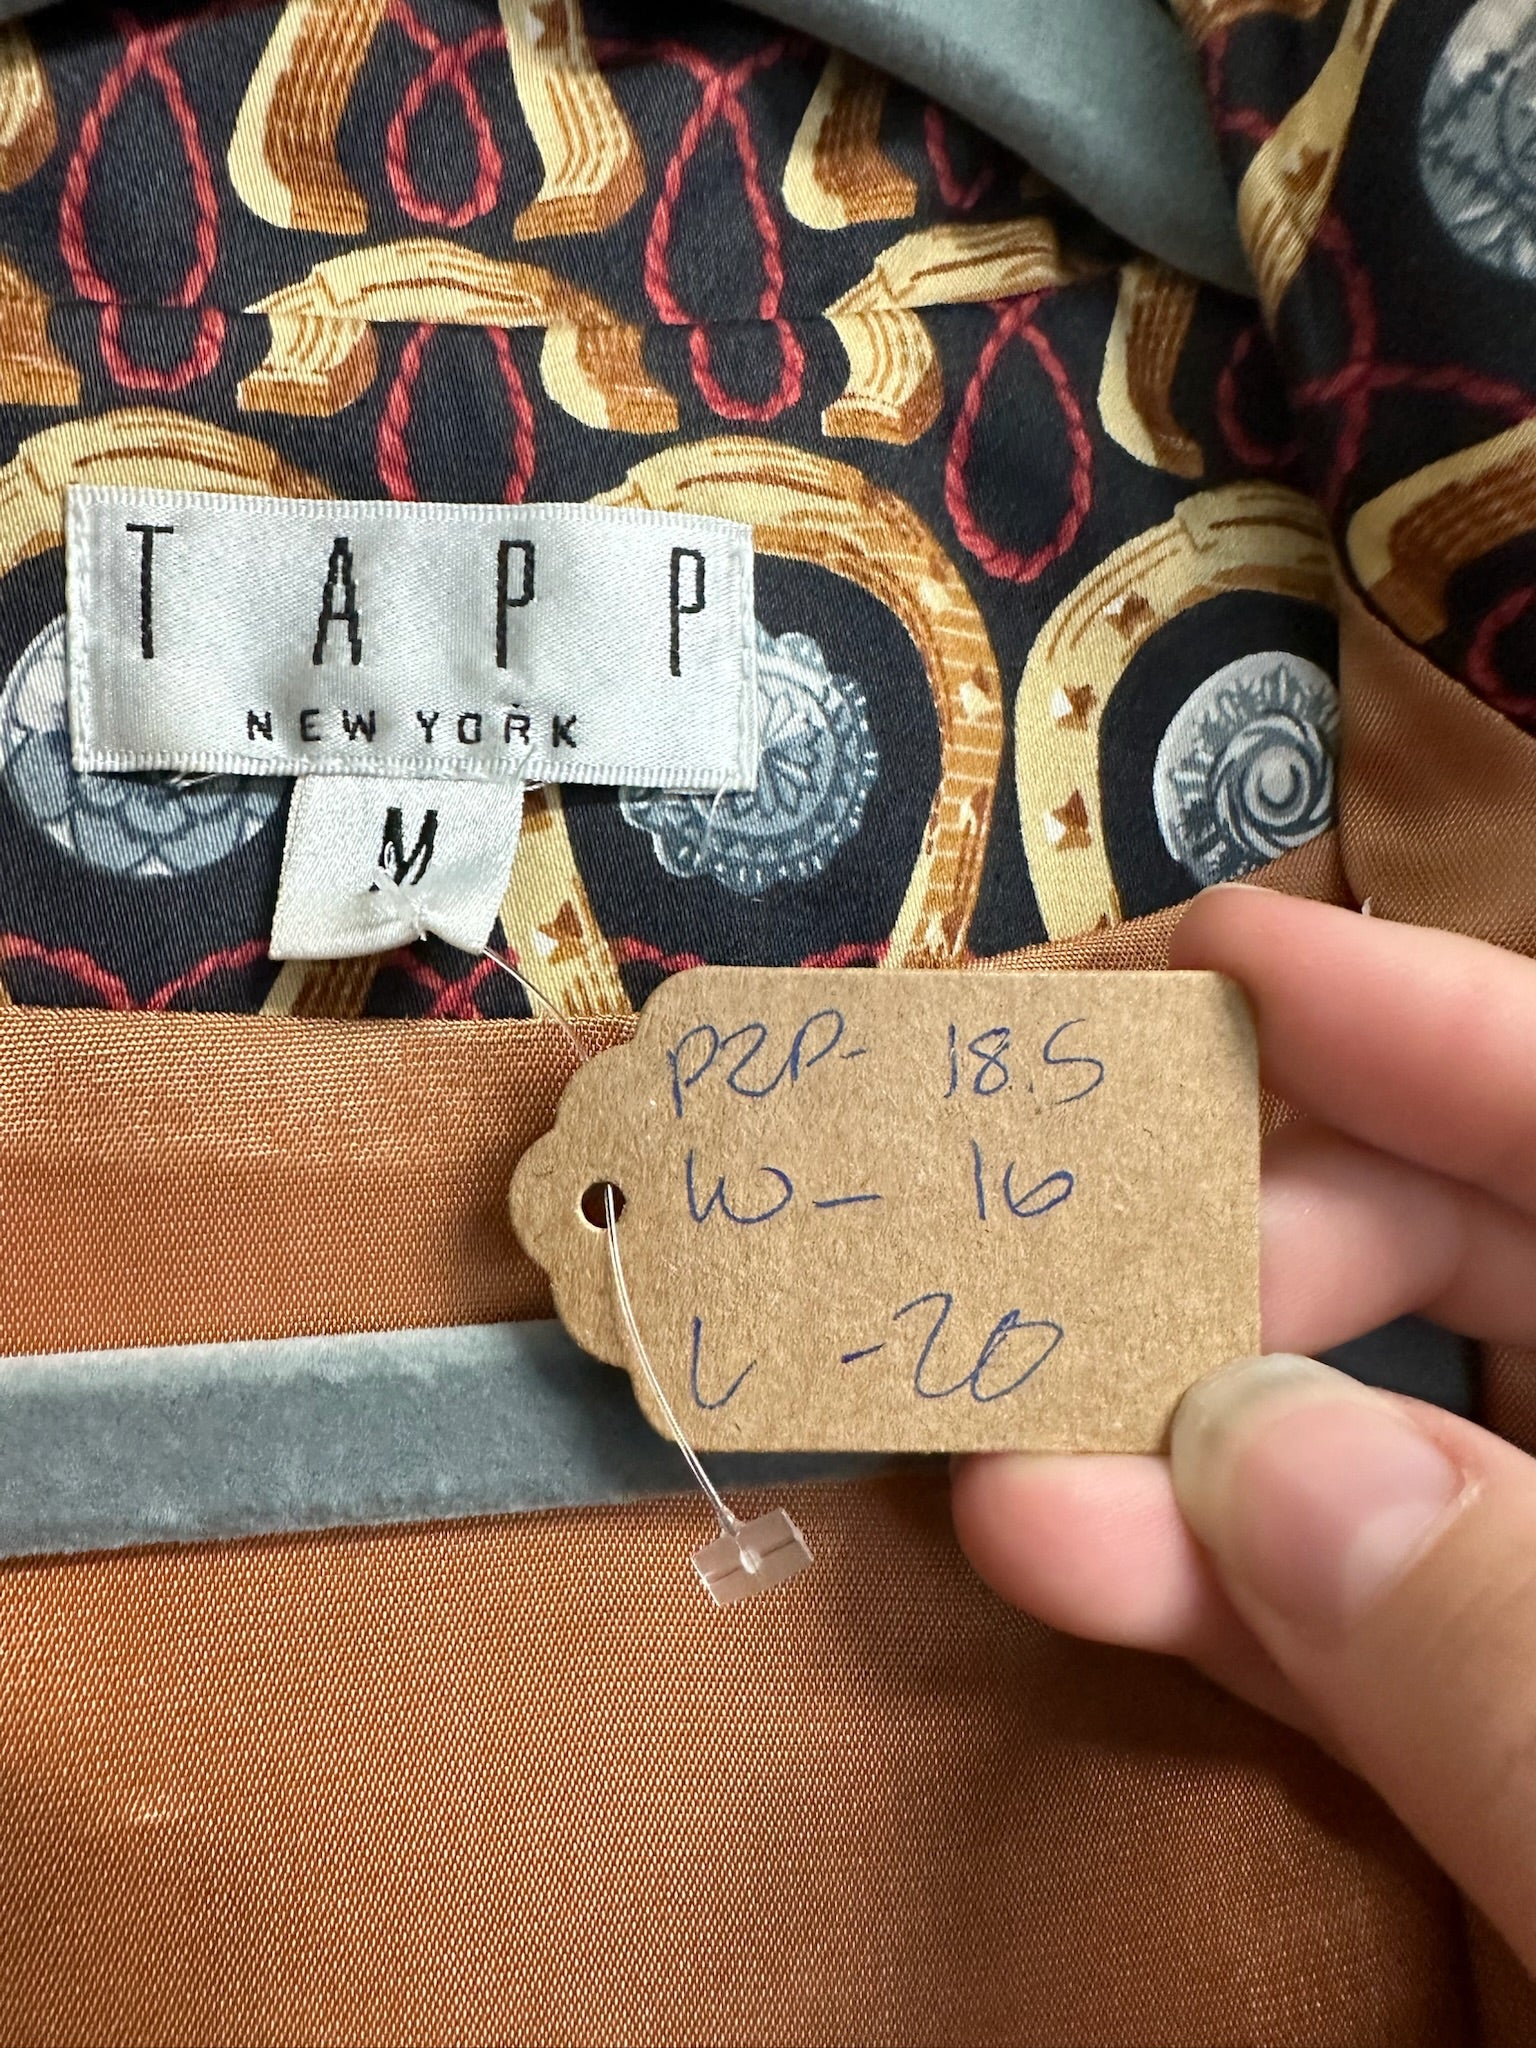 TAPP
NEW YORK
M
P2P- 18.5
W- 16
L -20